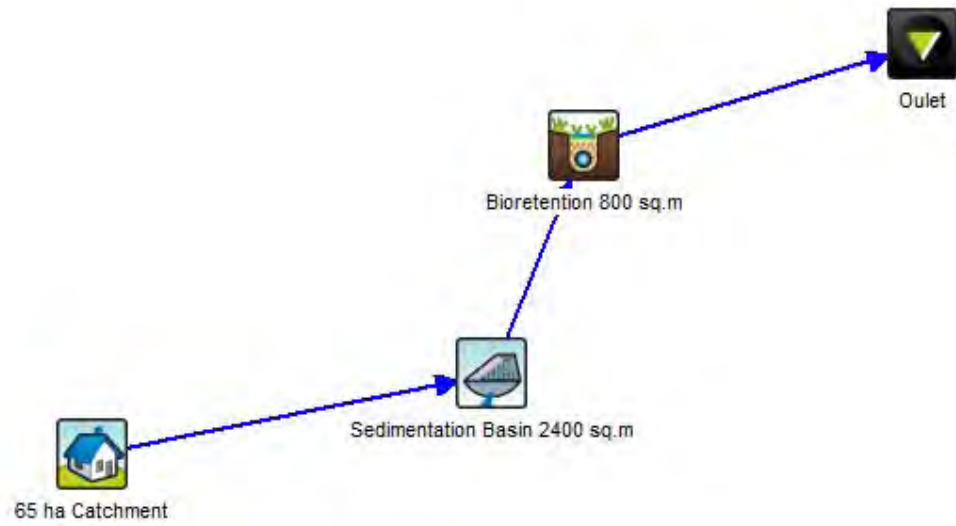 Oulet
Bioretention 800 sq.m
Sedimentation Basin 2400 sq.m
65 ha Catchment